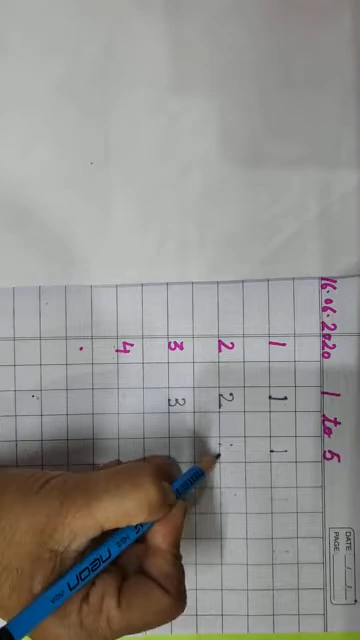 16.06.2020 1 to 5
DATE / /
PAGE
1 1 1
2 2
3 3
4
neon